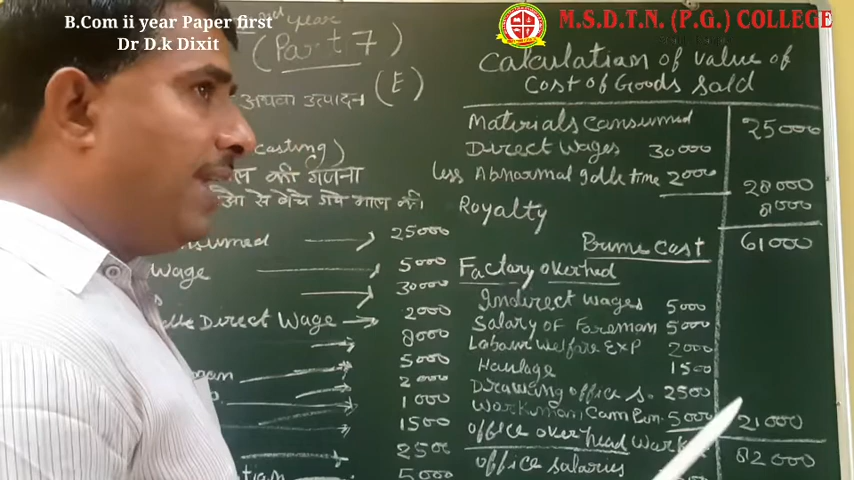 B.Com ii year Paper first
Dr D.k Dixit
M.S.D.T.N. (P.G.) COLLEGE
year
(Part 7)
अथवा उत्पादन (E)
casting)
की गणना
से बेचे गये माल की
Calculation of value of
Cost of Goods Sold
Materials Consumed 25000
Direct Wages 30000
Less Abnormal Idle time 2000 28000
Royalty 8000
Prime Cost 61000
Factory overhed
Indirect wages 5000
Salary of Foreman 5000
Labour Welfare Exp 2000
Haulage 1500
Drawing office S. 2500
Workman Com 5000 21000
office overhead Work 82000
office salaries
25000
Wage 5000
30000
Direct Wage 2000
8000
5000
2000
1000
1500
2500
5000